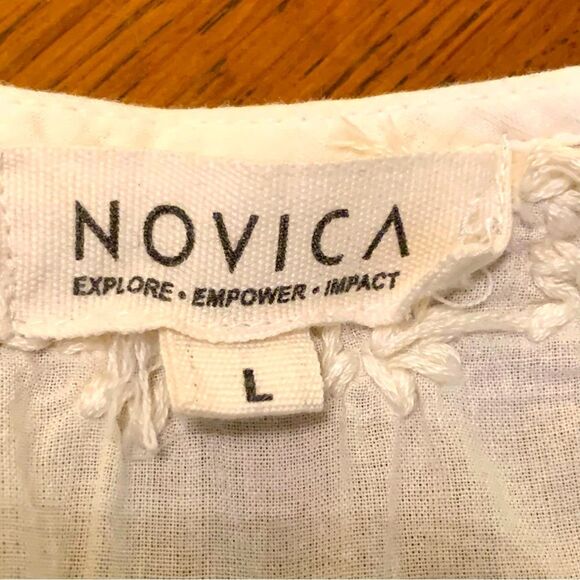 NOVICA
EXPLORE • EMPOWER • IMPACT
L